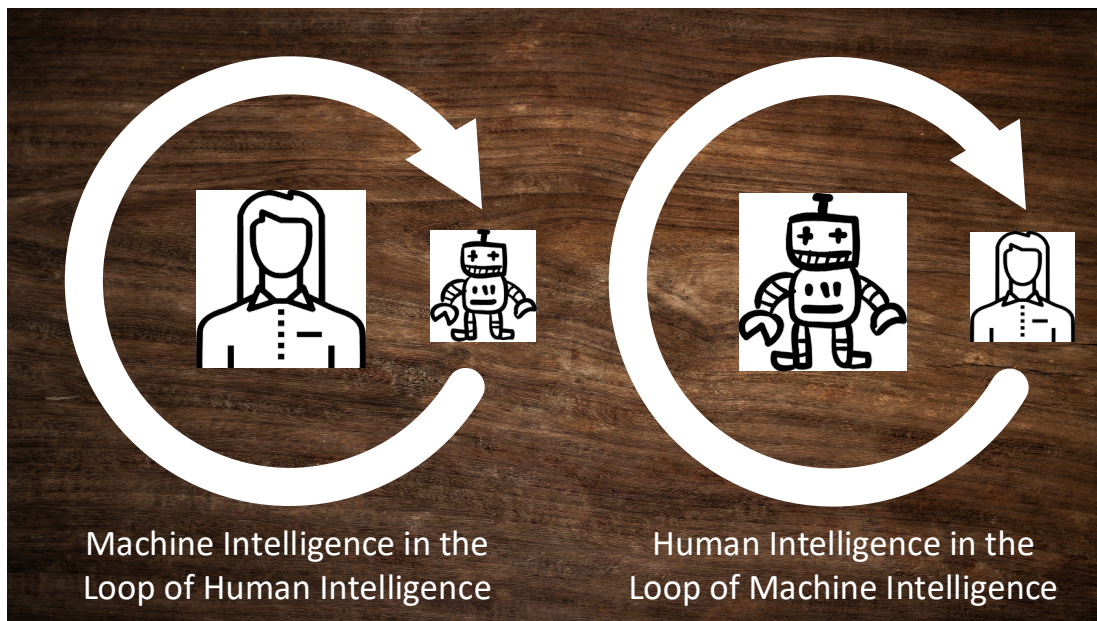 Machine Intelligence in the
Loop of Human Intelligence
Human Intelligence in the
Loop of Machine Intelligence